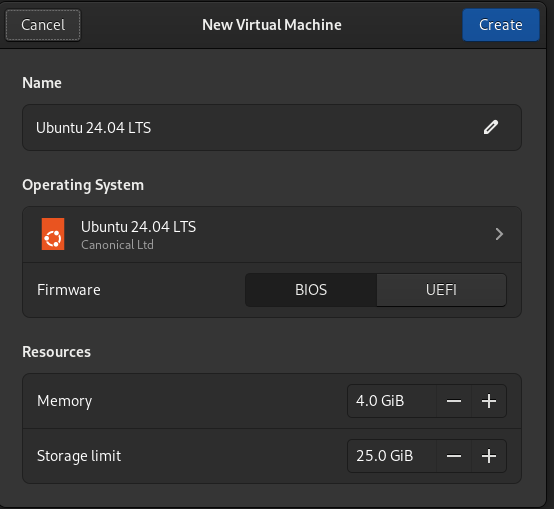 Cancel
New Virtual Machine
Create
Name
Ubuntu 24.04 LTS
Operating System
Ubuntu 24.04 LTS
Canonical Ltd
Firmware
BIOS
UEFI
Resources
Memory
4.0 GiB
Storage limit
25.0 GiB